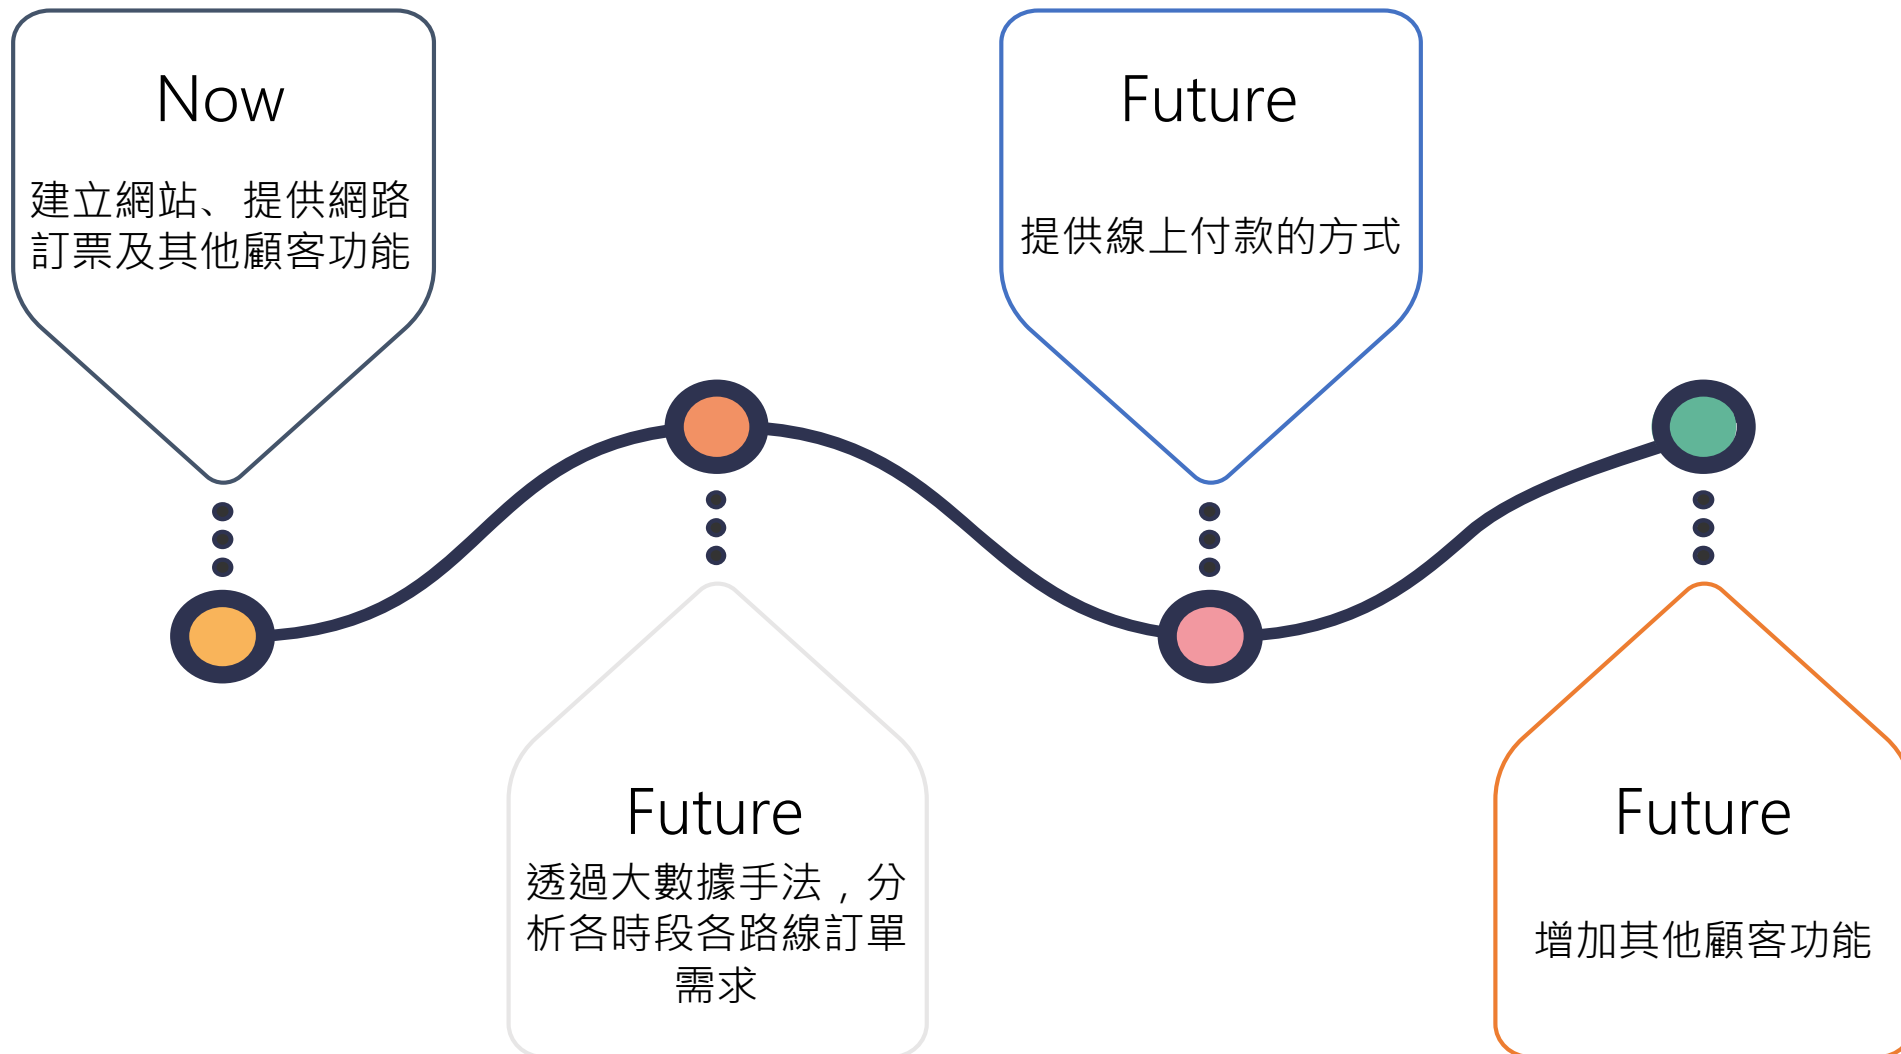 Now
建立網站、提供網路
訂票及其他顧客功能
Future
透過大數據手法，分
析各時段各路線訂單
需求
Future
提供線上付款的方式
Future
增加其他顧客功能